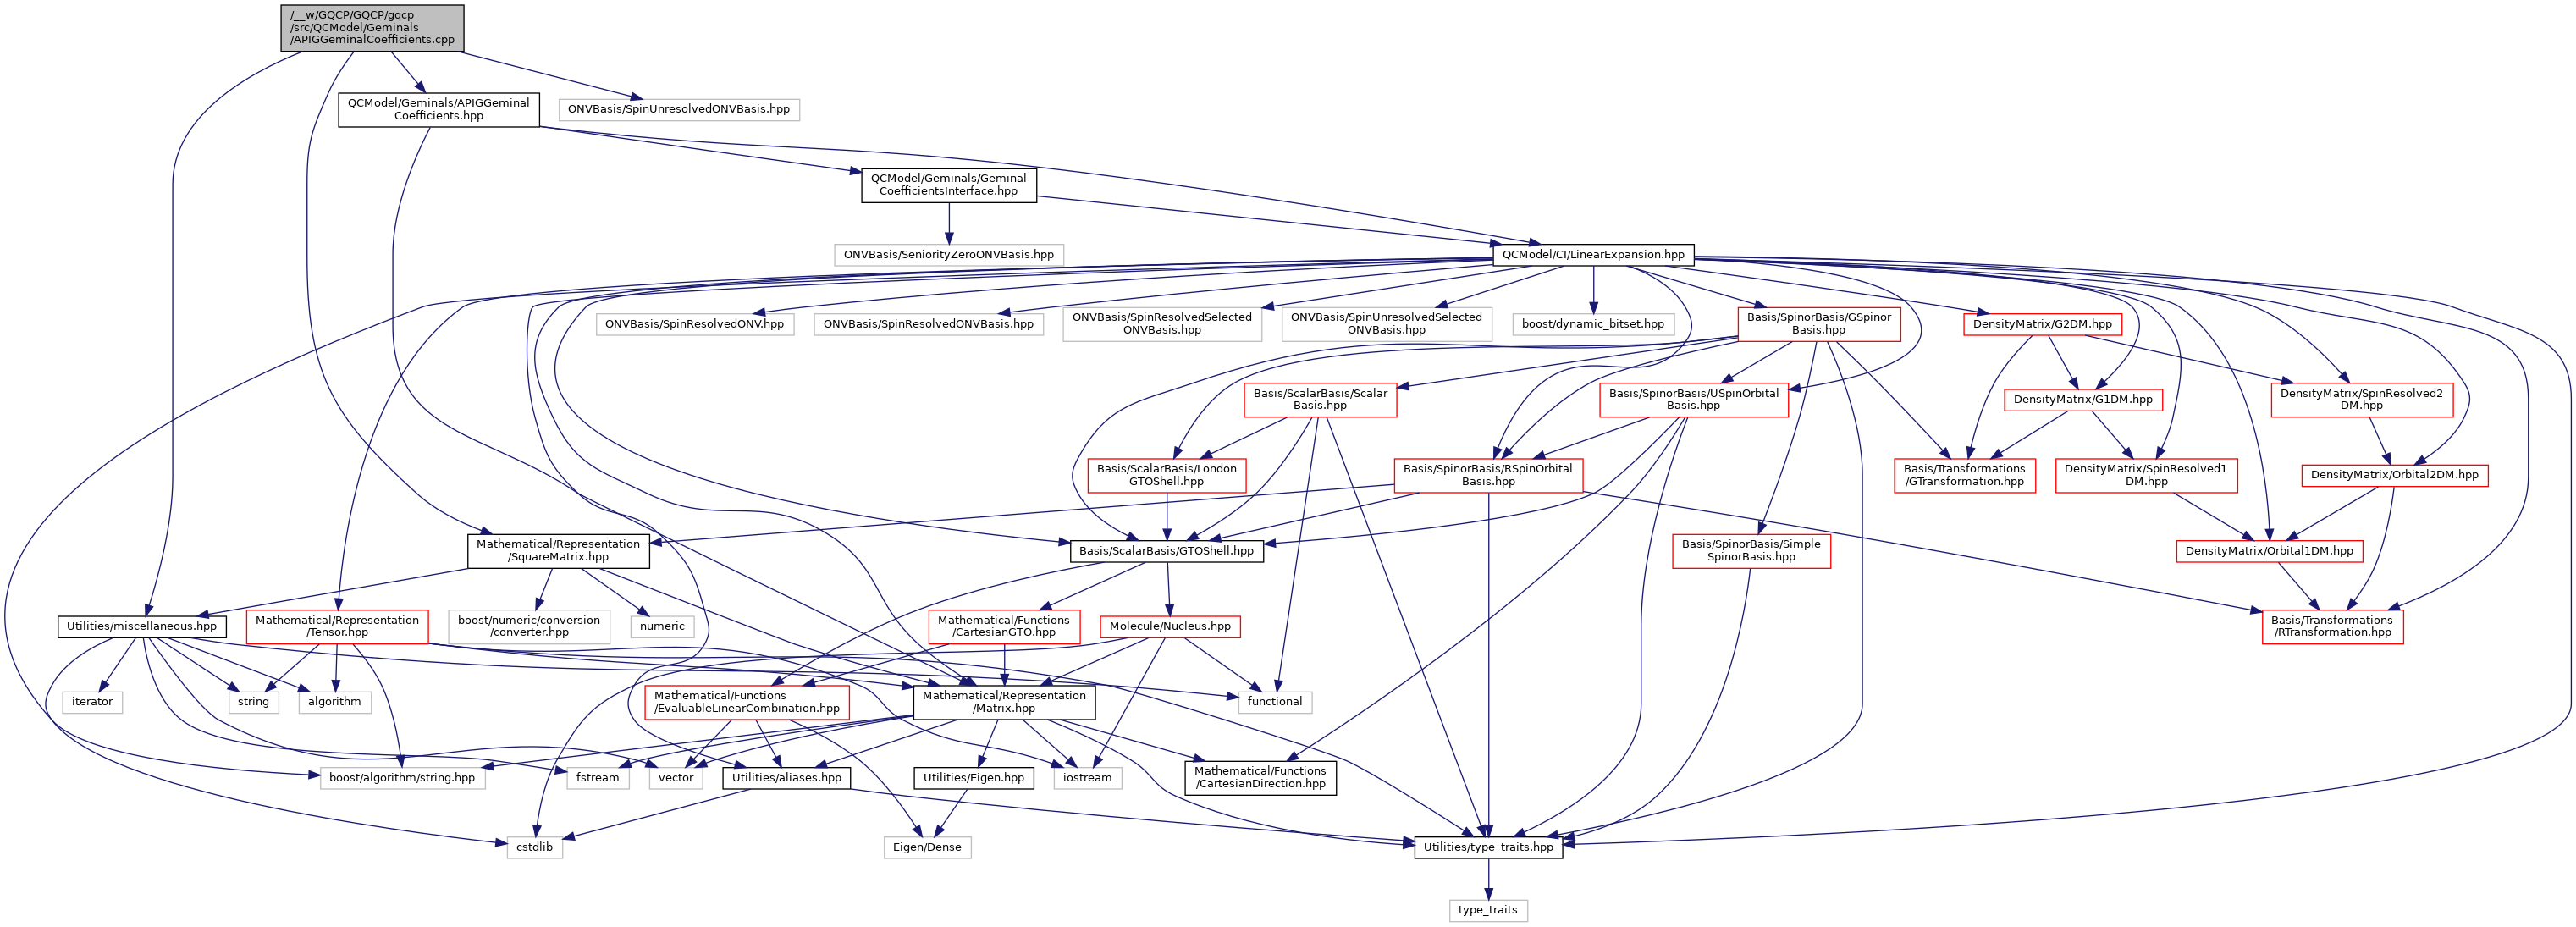 /__w/GQCP/GQCP/gqcp
/src/QCModel/Geminals
/APIGGeminalCoefficients.cpp
QCModel/Geminals/APIGGeminal
Coefficients.hpp
ONVBasis/SpinUnresolvedONVBasis.hpp
QCModel/Geminals/Geminal
CoefficientsInterface.hpp
ONVBasis/SeniorityZeroONVBasis.hpp
QCModel/CI/LinearExpansion.hpp
ONVBasis/SpinResolvedONV.hpp
ONVBasis/SpinResolvedONVBasis.hpp
ONVBasis/SpinResolvedSelected
ONVBasis.hpp
ONVBasis/SpinUnresolvedSelected
ONVBasis.hpp
boost/dynamic_bitset.hpp
Basis/SpinorBasis/GSpinor
Basis.hpp
DensityMatrix/G2DM.hpp
Basis/ScalarBasis/Scalar
Basis.hpp
Basis/SpinorBasis/USpinOrbital
Basis.hpp
DensityMatrix/G1DM.hpp
DensityMatrix/SpinResolved2
DM.hpp
Basis/ScalarBasis/London
GTOShell.hpp
Basis/SpinorBasis/RSpinOrbital
Basis.hpp
Basis/Transformations
/GTransformation.hpp
DensityMatrix/SpinResolved1
DM.hpp
DensityMatrix/Orbital2DM.hpp
Mathematical/Representation
/SquareMatrix.hpp
Basis/ScalarBasis/GTOShell.hpp
Basis/SpinorBasis/Simple
SpinorBasis.hpp
DensityMatrix/Orbital1DM.hpp
Utilities/miscellaneous.hpp
Mathematical/Representation
/Tensor.hpp
boost/numeric/conversion
/converter.hpp
numeric
Mathematical/Functions
/CartesianGTO.hpp
Molecule/Nucleus.hpp
Basis/Transformations
/RTransformation.hpp
iterator
string
algorithm
Mathematical/Functions
/EvaluableLinearCombination.hpp
Mathematical/Representation
/Matrix.hpp
functional
boost/algorithm/string.hpp
fstream
vector
Utilities/aliases.hpp
Utilities/Eigen.hpp
iostream
Mathematical/Functions
/CartesianDirection.hpp
cstdlib
Eigen/Dense
Utilities/type_traits.hpp
type_traits